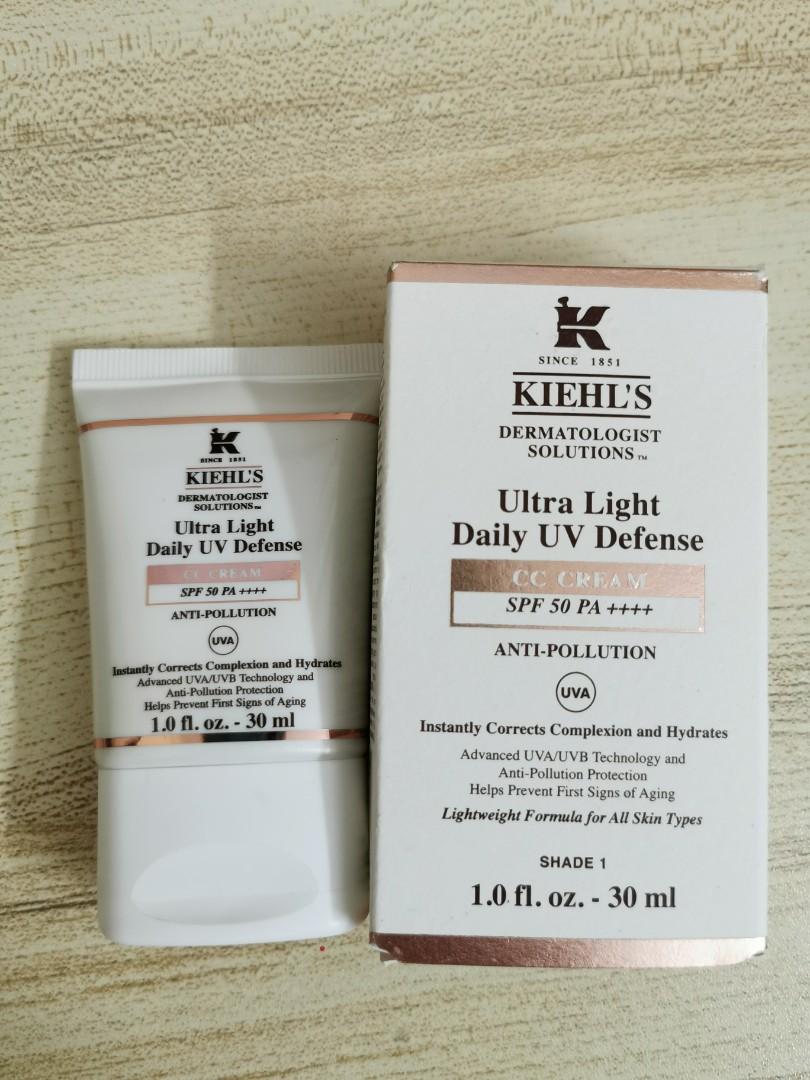 K
SINCE 1851
KIEHL'S
DERMATOLOGIST
SOLUTIONS™
Ultra Light
Daily UV Defense
CC CREAM
SPF 50 PA ++++
ANTI-POLLUTION
UVA
Instantly Corrects Complexion and Hydrates
Advanced UVA/UVB Technology and
Anti-Pollution Protection
Helps Prevent First Signs of Aging
1.0 fl. oz. - 30 ml
K
SINCE 1851
KIEHL'S
DERMATOLOGIST
SOLUTIONS™
Ultra Light
Daily UV Defense
CC CREAM
SPF 50 PA ++++
ANTI-POLLUTION
UVA
Instantly Corrects Complexion and Hydrates
Advanced UVA/UVB Technology and
Anti-Pollution Protection
Helps Prevent First Signs of Aging
Lightweight Formula for All Skin Types
SHADE 1
1.0 fl. oz. - 30 ml